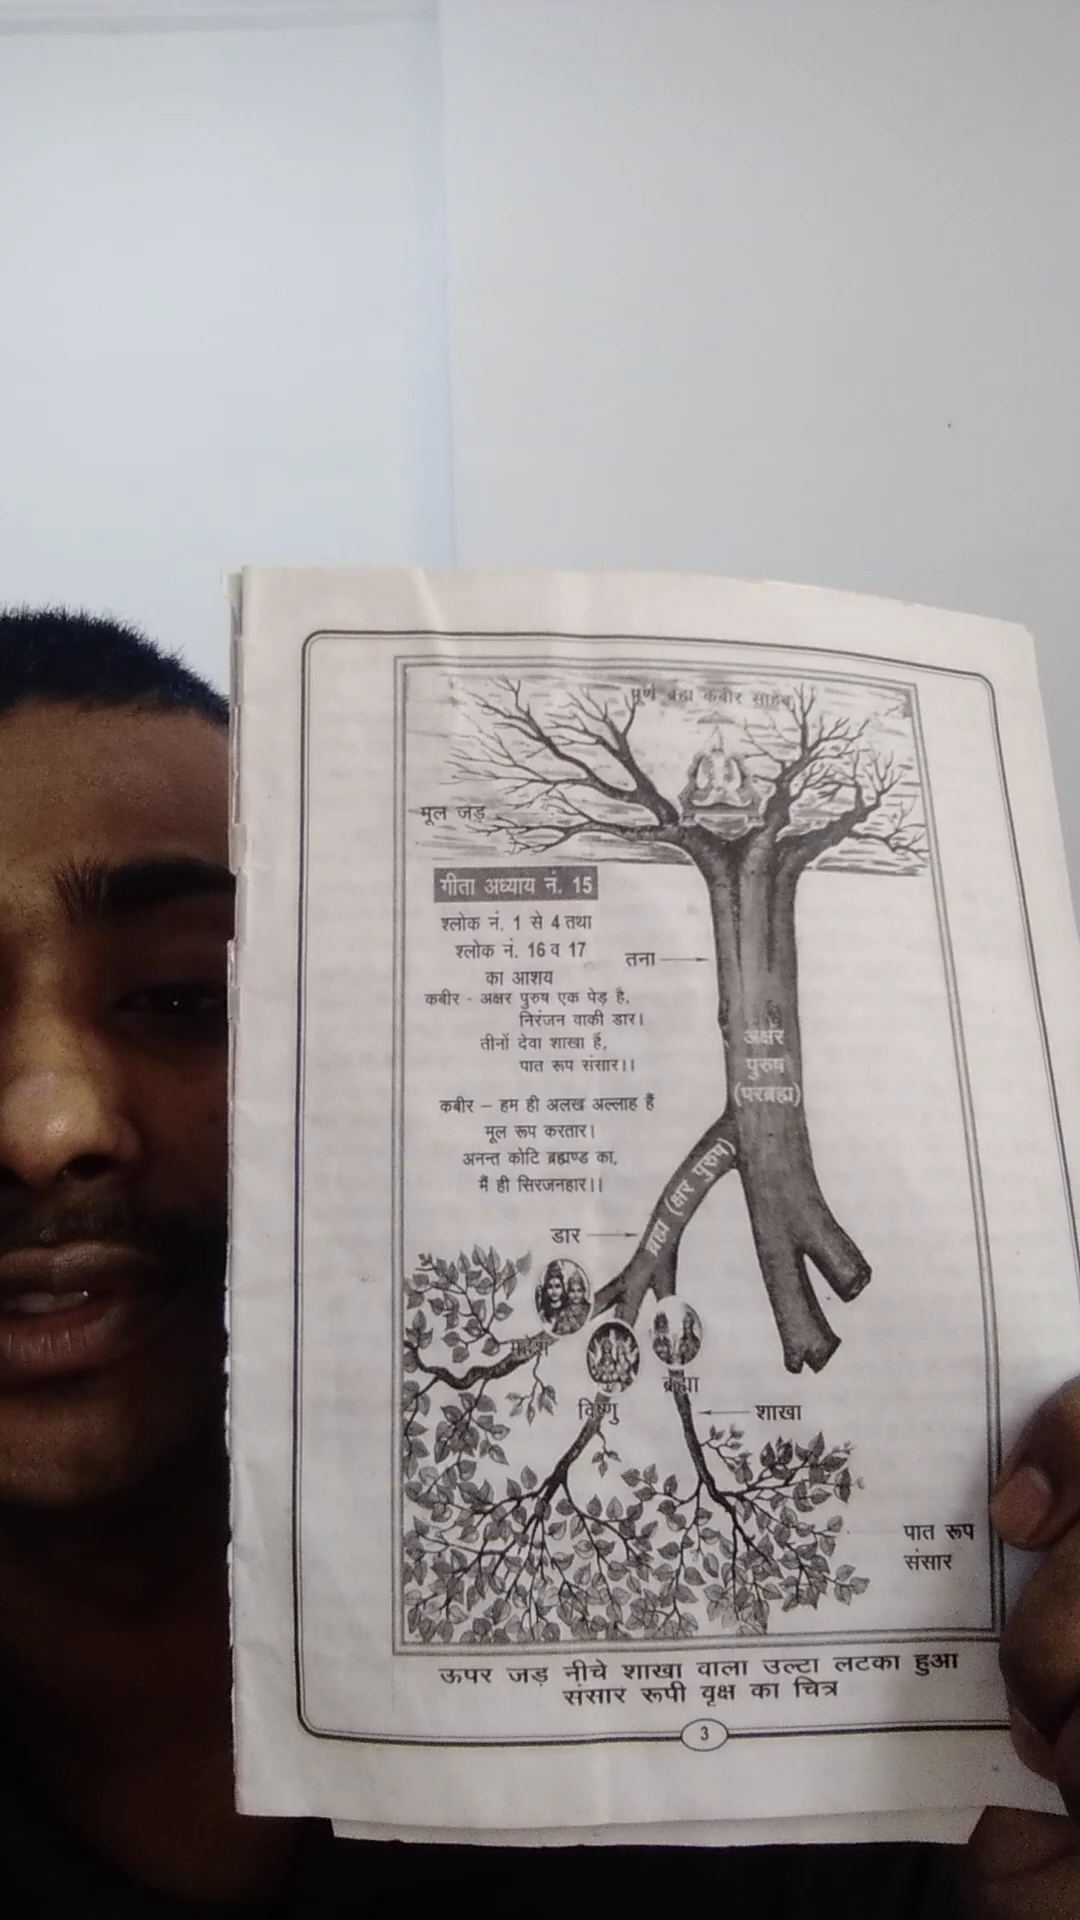 पूर्ण ब्रह्म कबीर साहेब
मूल जड़
गीता अध्याय नं. 15
श्लोक नं. 1 से 4 तथा
श्लोक नं. 16 व 17
का आशय
तना
कबीर - अक्षर पुरुष एक पेड़ है,
निरंजन वाकी डार।
तीनों देवा शाखा हैं,
पात रूप संसार।।
अक्षर
पुरुष
(परब्रह्म)
कबीर – हम ही अलख अल्लाह हैं
मूल रूप करतार।
अनन्त कोटि ब्रह्मण्ड का,
मैं ही सिरजनहार।।
ब्रह्म (क्षर पुरुष)
डार
महेश
ब्रह्मा
विष्णु
शाखा
पात रूप
संसार
ऊपर जड़ नीचे शाखा वाला उल्टा लटका हुआ
संसार रूपी वृक्ष का चित्र
3